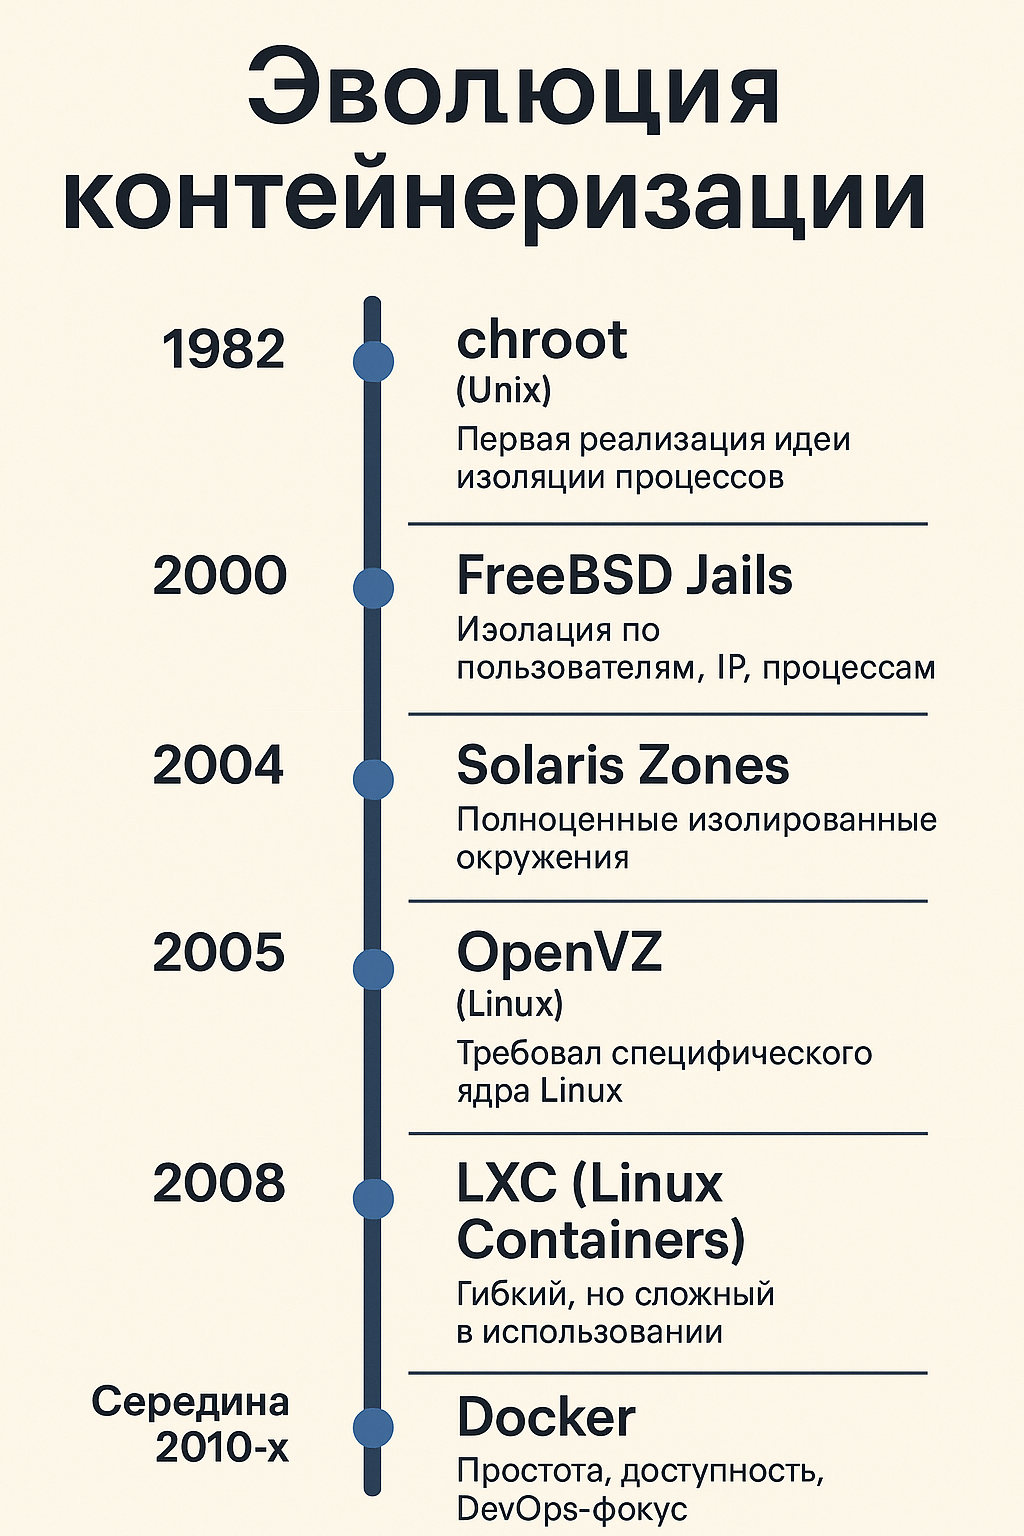 Эволюция
контейнеризации
1982
chroot
(Unix)
Первая реализация идеи
изоляции процессов
2000
FreeBSD Jails
Иэолация по
пользователям, IP, процессам
2004
Solaris Zones
Полноценные изолированные
окружения
2005
OpenVZ
(Linux)
Требовал специфического
ядра Linux
2008
LXC (Linux
Containers)
Гибкий, но сложный
в использовании
Середина
2010-х
Docker
Простота, доступность,
DevOps-фокус